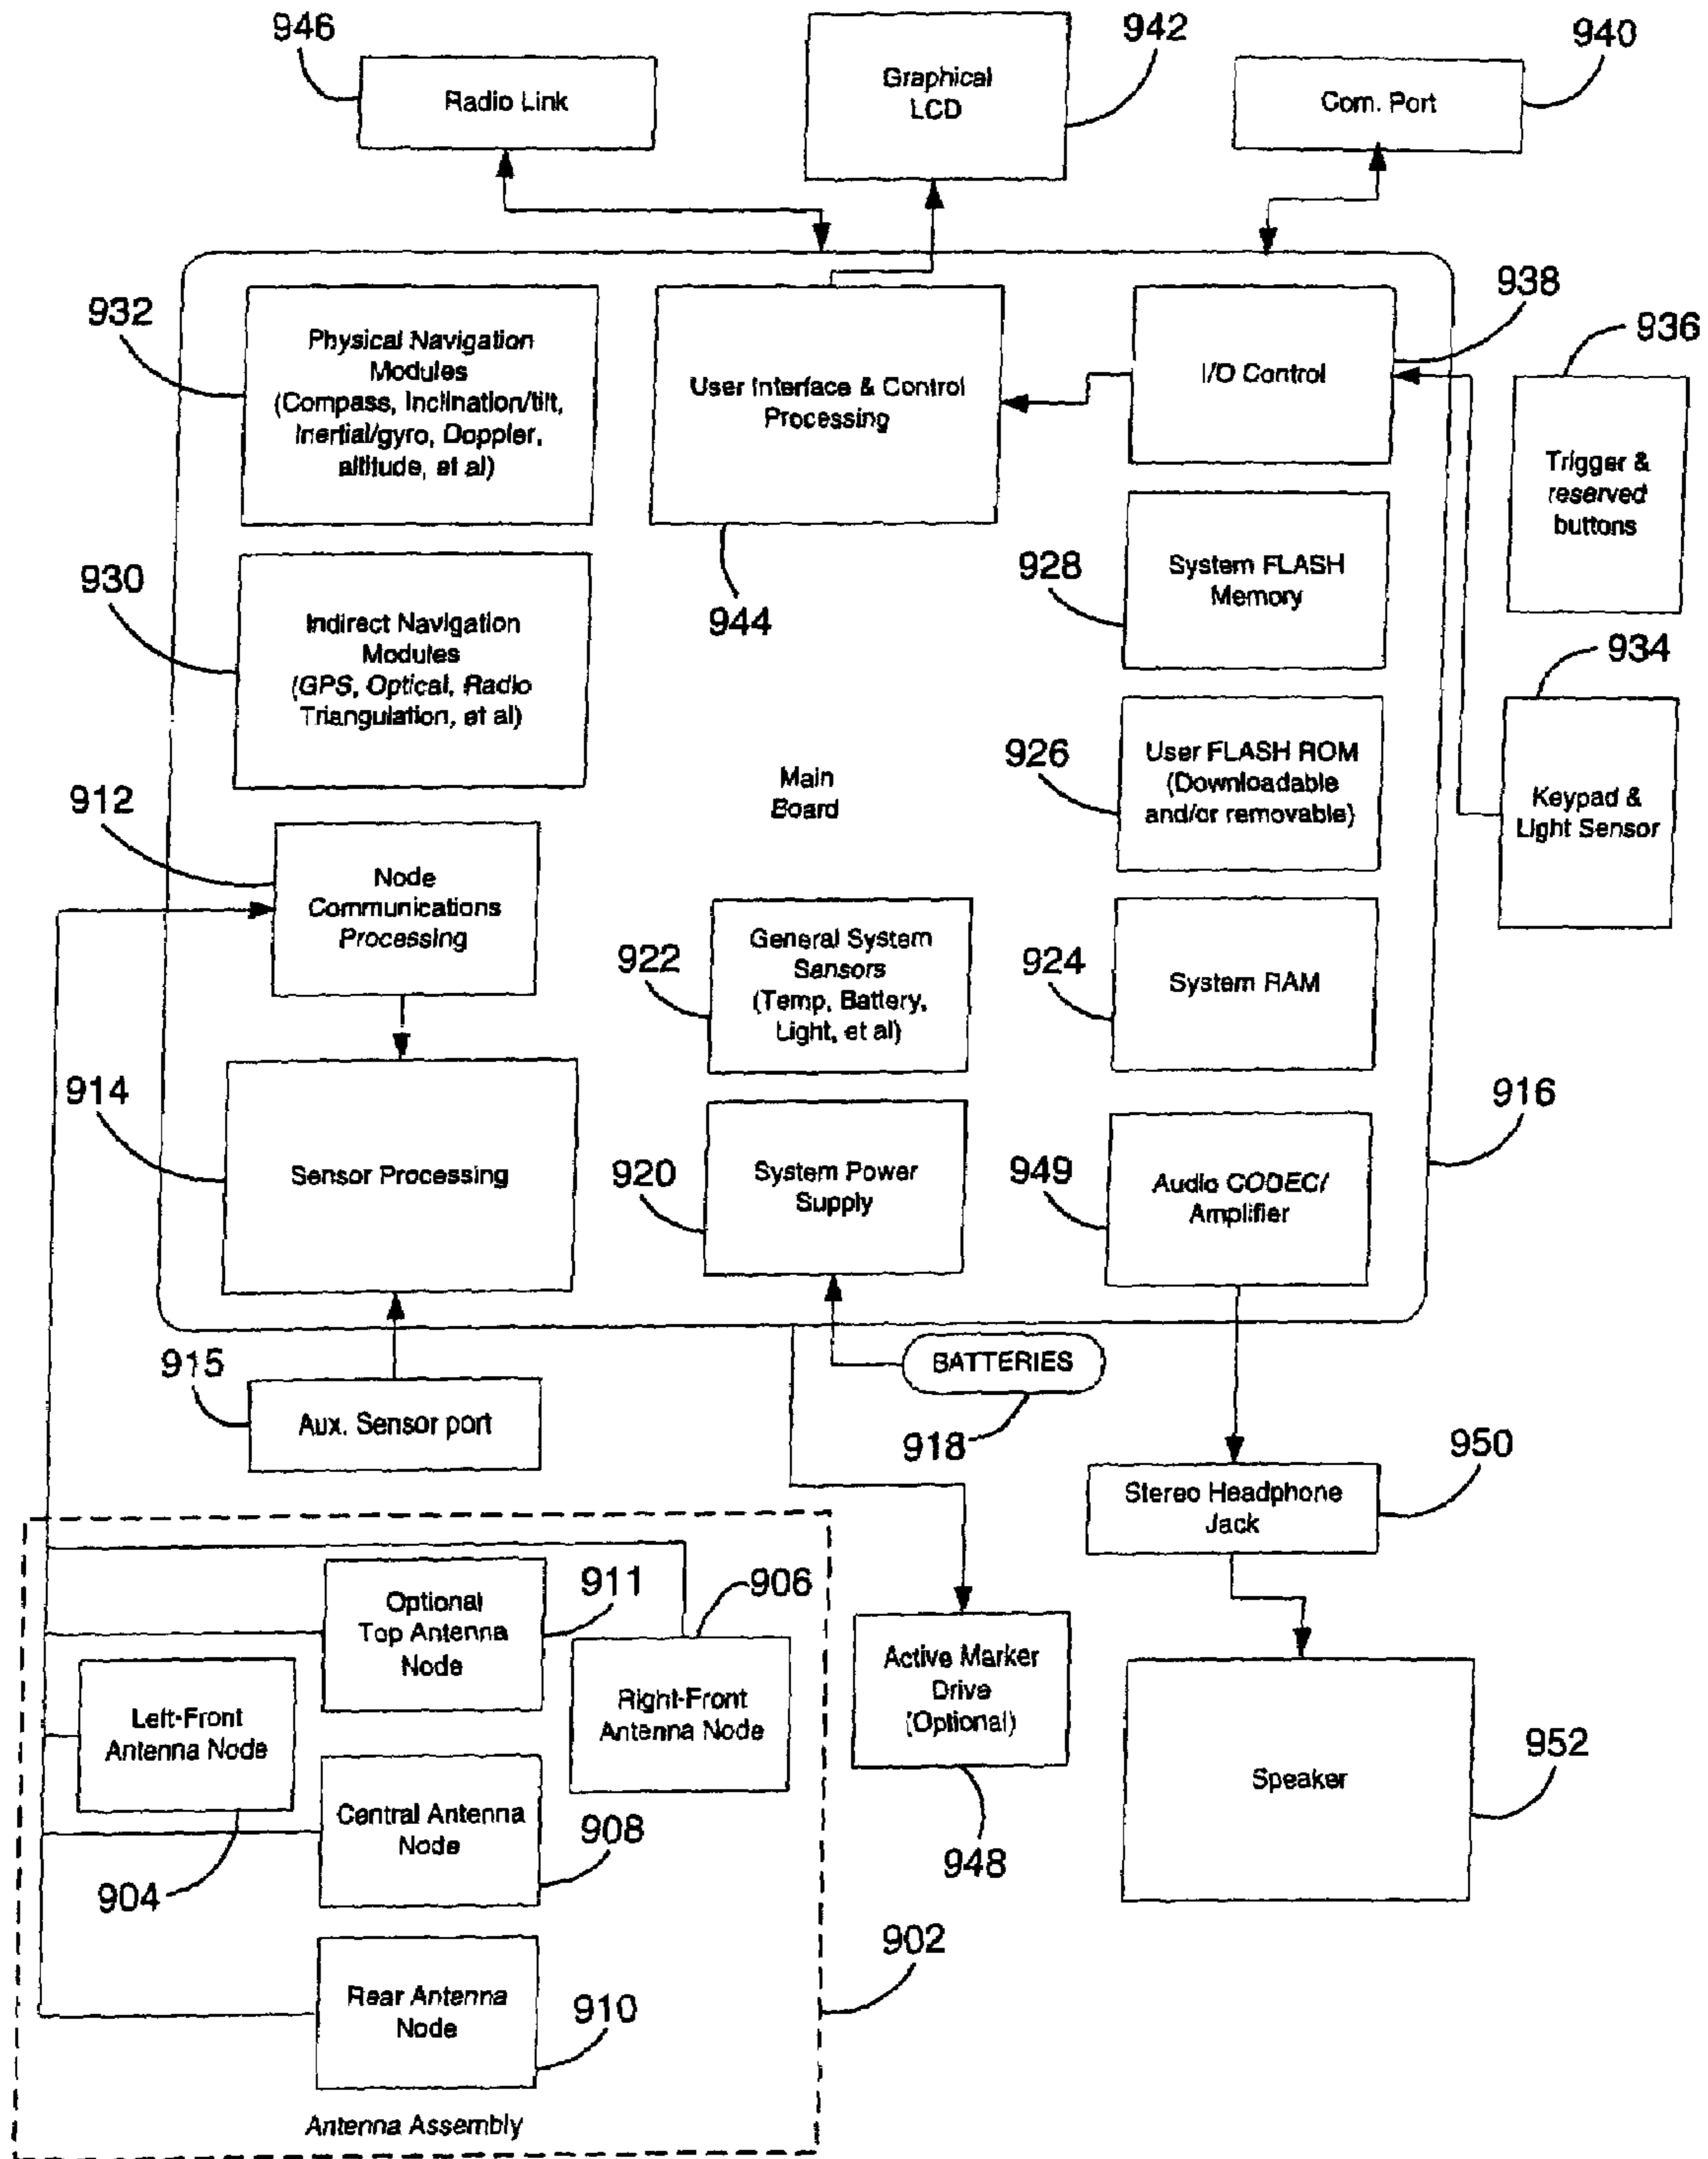 946
Radio Link
Graphical
LCD
942
Com. Port
940
932
Physical Navigation
Modules
(Compass, Inclination/tilt,
Inertial/gyro, Doppler,
altitude, et al)
User Interface & Control
Processing
944
I/O Control
938
936
Trigger &
reserved
buttons
930
Indirect Navigation
Modules
(GPS, Optical, Radio
Triangulation, et al)
928
System FLASH
Memory
934
Keypad &
Light Sensor
Main
Board
926
User FLASH ROM
(Downloadable
and/or removable)
912
Node
Communications
Processing
922
General System
Sansors
(Temp, Battery,
Light, et al)
924
System RAM
914
Sensor Processing
920
System Power
Supply
949
Audio CODEC/
Amplifier
916
915
Aux. Sensor port
BATTERIES
918
Stereo Headphone
Jack
950
Optional
Top Antenna
Node
911
906
Left-Front
Antenna Node
904
Right-Front
Antenna Node
Central Antenna
Node
908
Active Marker
Drive
(Optional)
948
Speaker
952
Rear Antenna
Node
910
902
Antenna Assembly